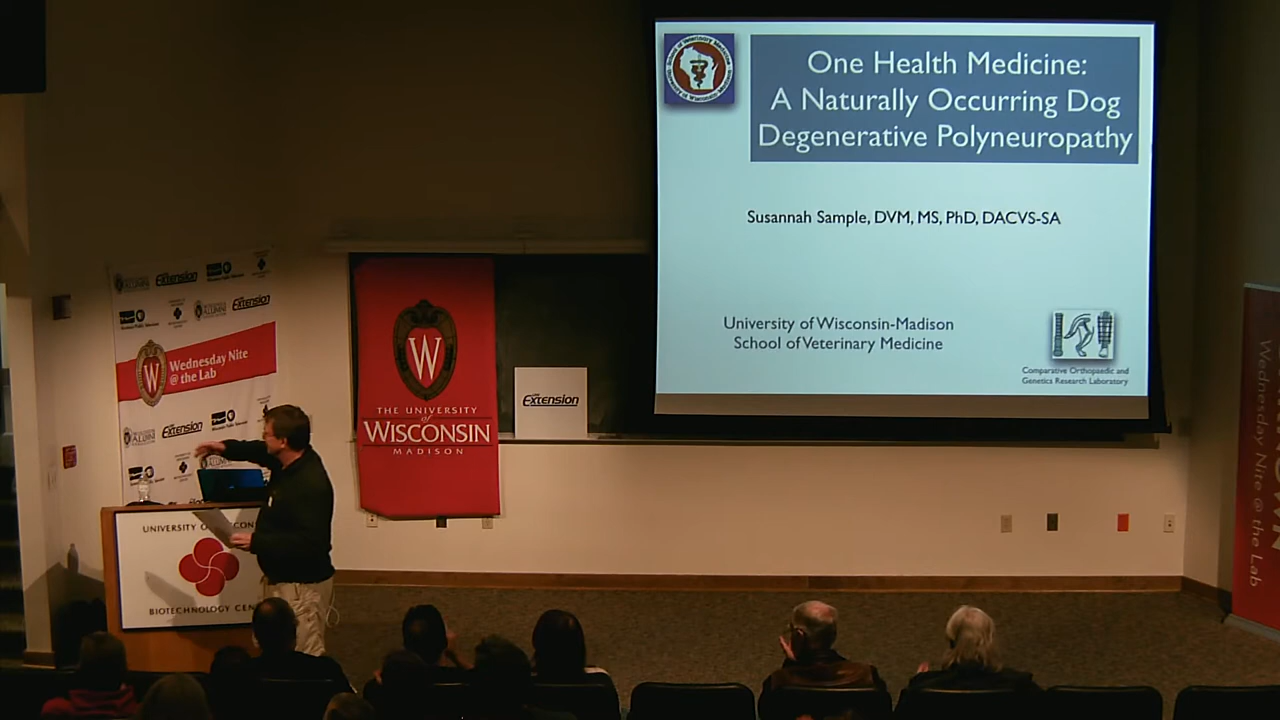 One Health Medicine:
A Naturally Occurring Dog
Degenerative Polyneuropathy
Susannah Sample, DVM, MS, PhD, DACVS-SA
University of Wisconsin-Madison
School of Veterinary Medicine
Comparative Orthopaedic and
Genetics Research Laboratory
Extension
Extension
W
Wednesday Nite
@ the Lab
Extension
W
THE UNIVERSITY
of
WISCONSIN
MADISON
Extension
UNIVERSITY
BIOTECHNOLOGY CEN
Wednesday Nite @ the Lab